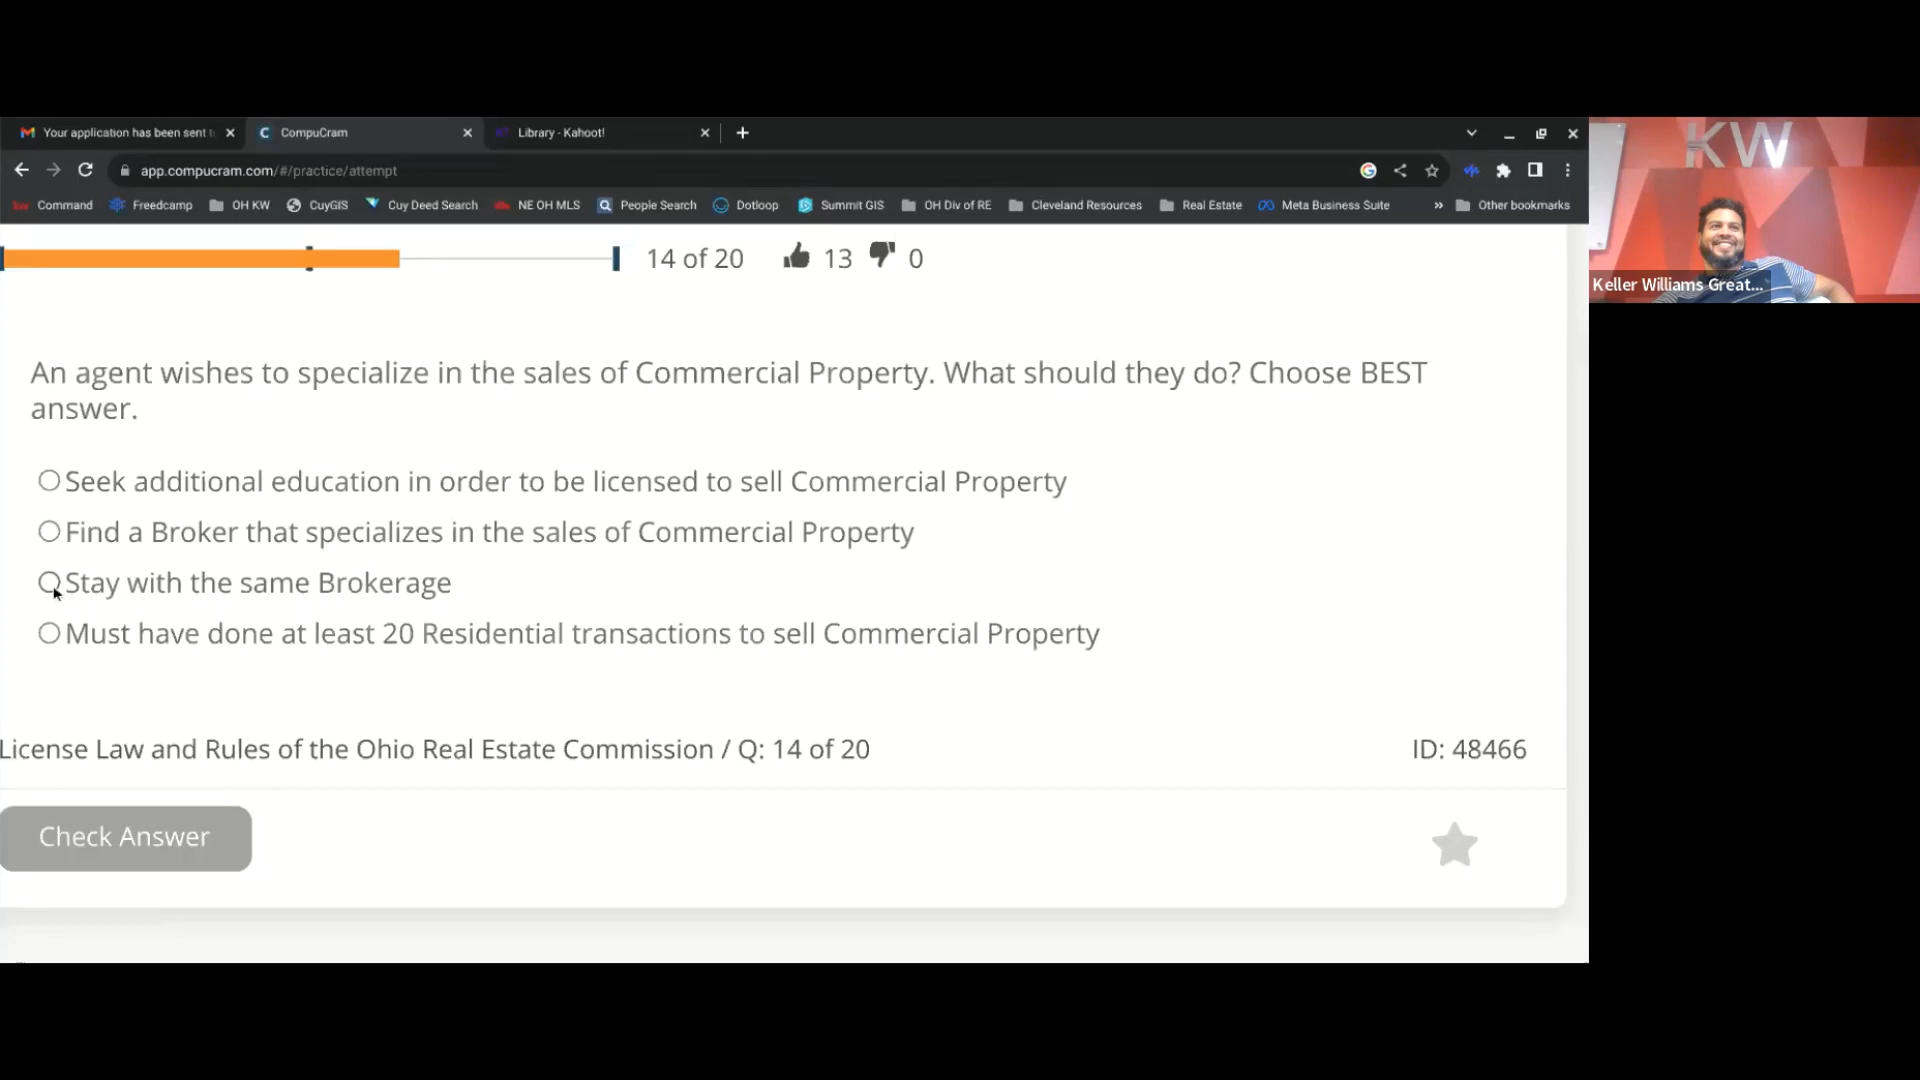 Your application has been sent t
CompuCram
Library - Kahoot!
app.compucram.com/#/practice/attempt
kw Command
Freedcamp
OH KW
CuyGIS
Cuy Deed Search
NE OH MLS
People Search
Dotloop
Summit GIS
OH Div of RE
Cleveland Resources
Real Estate
Meta Business Suite
»
Other bookmarks
KW
Keller Williams Great...
14 of 20 13 0
An agent wishes to specialize in the sales of Commercial Property. What should they do? Choose BEST
answer.
Seek additional education in order to be licensed to sell Commercial Property
Find a Broker that specializes in the sales of Commercial Property
Stay with the same Brokerage
Must have done at least 20 Residential transactions to sell Commercial Property
License Law and Rules of the Ohio Real Estate Commission / Q: 14 of 20
ID: 48466
Check Answer